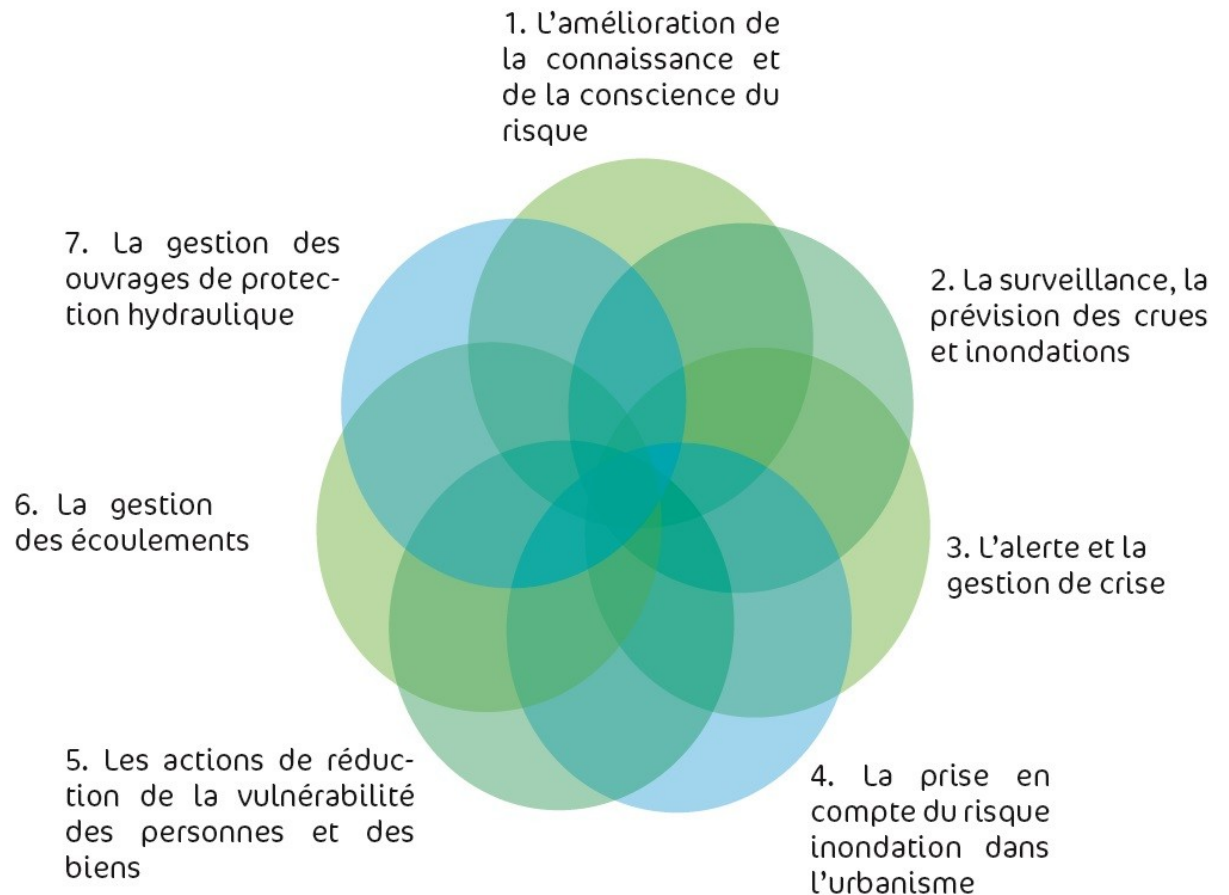 1. L'amélioration de
la connaissance et
de la conscience du
risque
2. La surveillance, la
prévision des crues
et inondations
3. L'alerte et la
gestion de crise
4. La prise en
compte du risque
inondation dans
l'urbanisme
5. Les actions de réduc-
tion de la vulnérabilité
des personnes et des
biens
6. La gestion
des écoulements
7. La gestion des
ouvrages de protec-
tion hydraulique